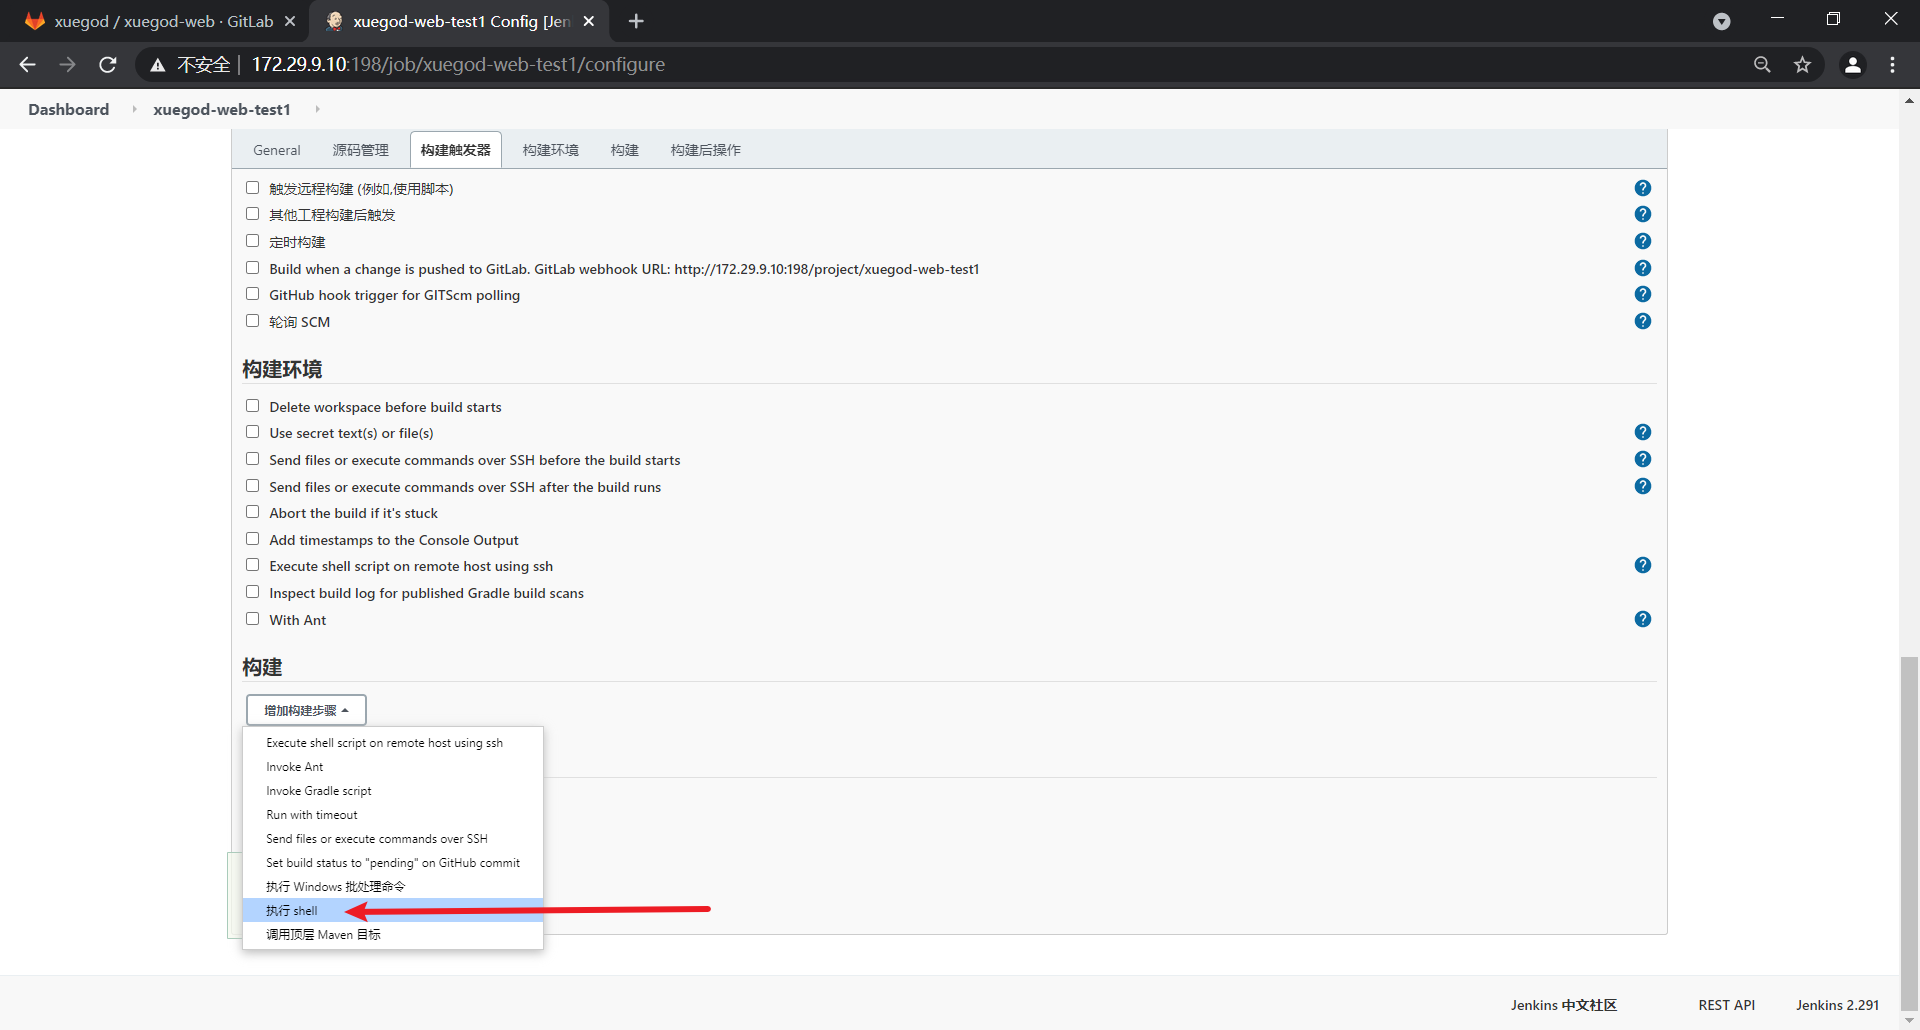 xuegod / xuegod-web · GitLab
xuegod-web-test1 Config [Jen
不安全 172.29.9.10:198/job/xuegod-web-test1/configure
Dashboard xuegod-web-test1
General 源码管理 构建触发器 构建环境 构建 构建后操作
触发远程构建 (例如,使用脚本)
其他工程构建后触发
定时构建
Build when a change is pushed to GitLab. GitLab webhook URL: http://172.29.9.10:198/project/xuegod-web-test1
GitHub hook trigger for GITScm polling
轮询 SCM
构建环境
Delete workspace before build starts
Use secret text(s) or file(s)
Send files or execute commands over SSH before the build starts
Send files or execute commands over SSH after the build runs
Abort the build if it's stuck
Add timestamps to the Console Output
Execute shell script on remote host using ssh
Inspect build log for published Gradle build scans
With Ant
构建
增加构建步骤
Execute shell script on remote host using ssh
Invoke Ant
Invoke Gradle script
Run with timeout
Send files or execute commands over SSH
Set build status to "pending" on GitHub commit
执行 Windows 批处理命令
执行 shell
调用顶层 Maven 目标
Jenkins 中文社区 REST API Jenkins 2.291